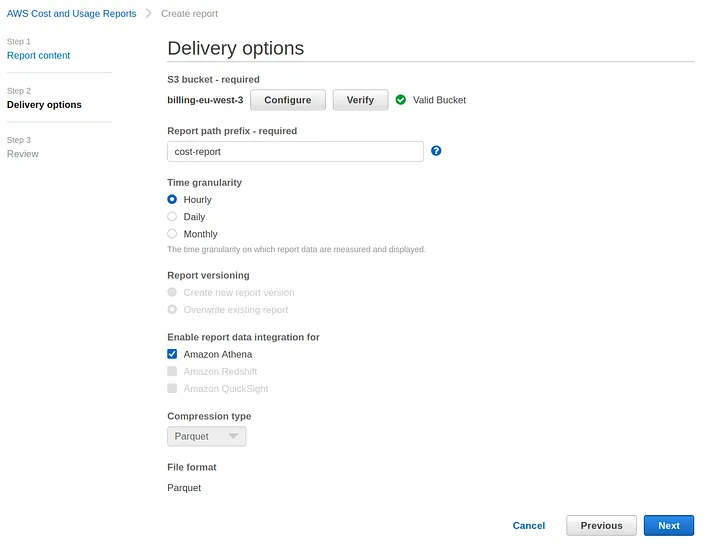 AWS Cost and Usage Reports > Create report
Step 1
Report content
Step 2
Delivery options
Step 3
Review
Delivery options
S3 bucket - required
billing-eu-west-3 Configure Verify Valid Bucket
Report path prefix - required
cost-report ?
Time granularity
Hourly
Daily
Monthly
The time granularity on which report data are measured and displayed.
Report versioning
Create new report version
Overwrite existing report
Enable report data integration for
Amazon Athena
Amazon Redshift
Amazon QuickSight
Compression type
Parquet
File format
Parquet
Cancel Previous Next